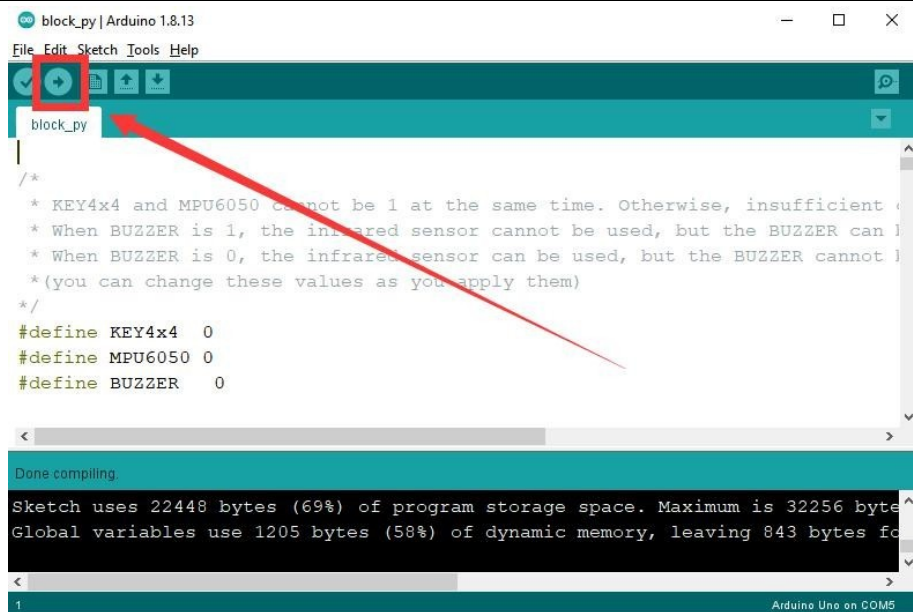 block_py | Arduino 1.8.13
File Edit Sketch Tools Help
block_py
/*
* KEY4x4 and MPU6050 cannot be 1 at the same time. Otherwise, insufficient
* When BUZZER is 1, the infrared sensor cannot be used, but the BUZZER can
* When BUZZER is 0, the infrared sensor can be used, but the BUZZER cannot
*(you can change these values as you apply them)
*/
#define KEY4x4 0
#define MPU6050 0
#define BUZZER 0
Done compiling.
Sketch uses 22448 bytes (69%) of program storage space. Maximum is 32256 byte
Global variables use 1205 bytes (58%) of dynamic memory, leaving 843 bytes fo
1
Arduino Uno on COM5